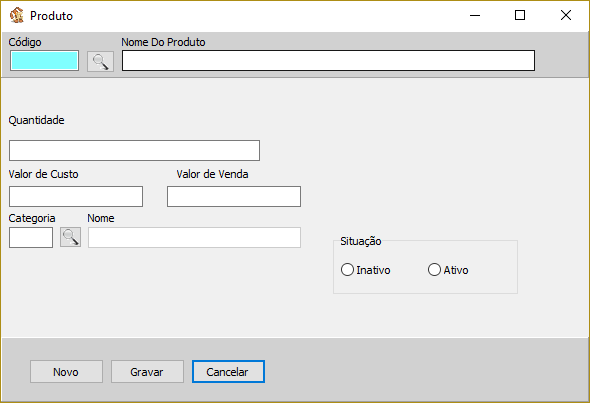 Produto
Código
Nome Do Produto
Quantidade
Valor de Custo
Valor de Venda
Categoria
Nome
Situação
Inativo
Ativo
Novo
Gravar
Cancelar